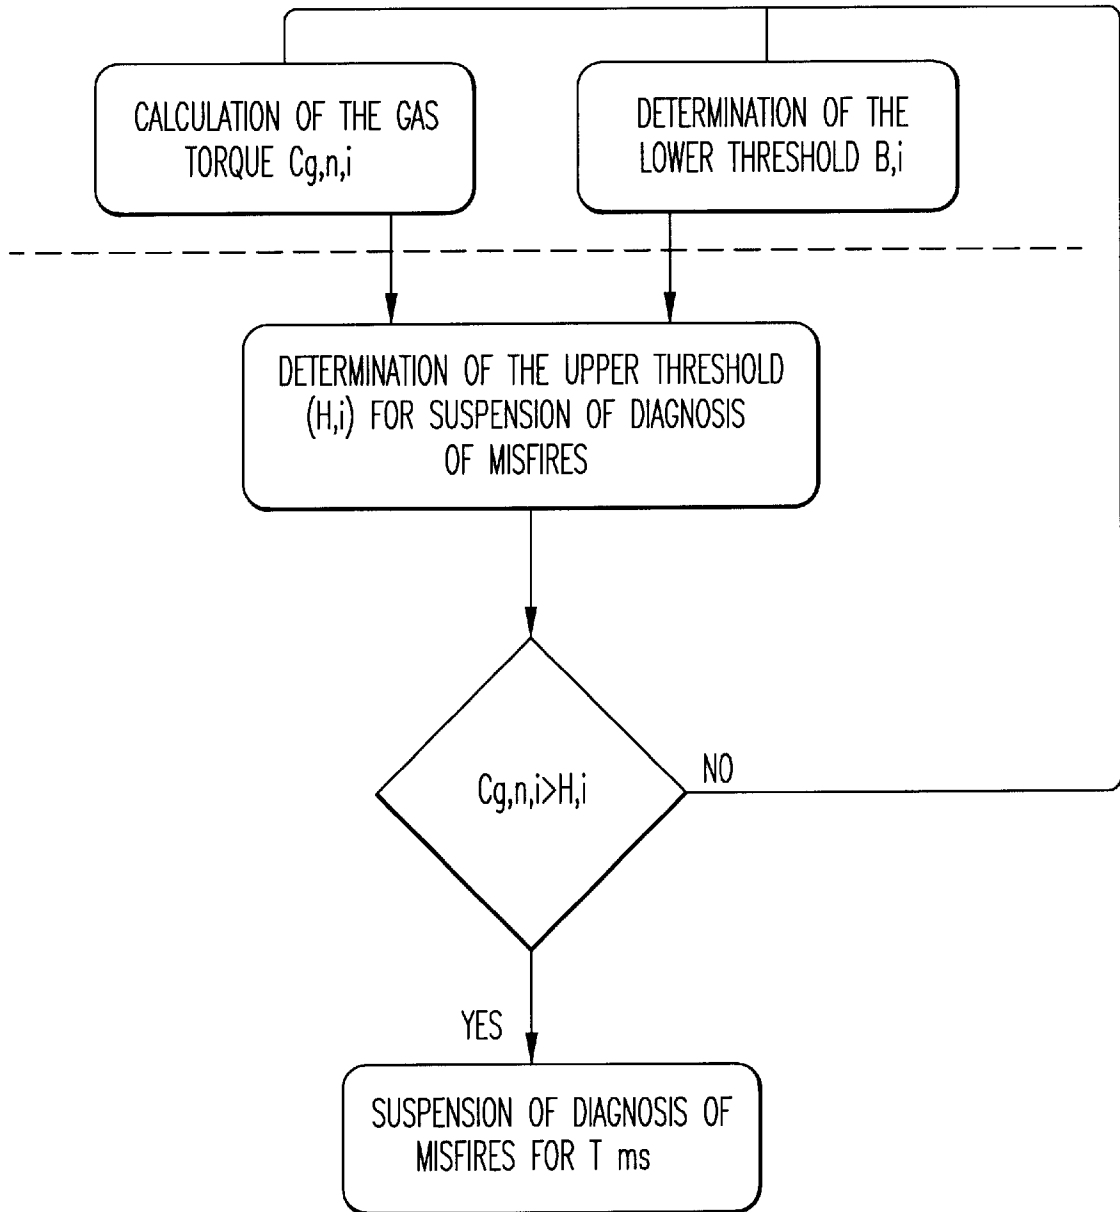 CALCULATION OF THE GAS
TORQUE Cg,n,i
DETERMINATION OF THE
LOWER THRESHOLD B,i
DETERMINATION OF THE UPPER THRESHOLD
(H,i) FOR SUSPENSION OF DIAGNOSIS
OF MISFIRES
Cg,n,i>H,i
NO
YES
SUSPENSION OF DIAGNOSIS OF
MISFIRES FOR T ms